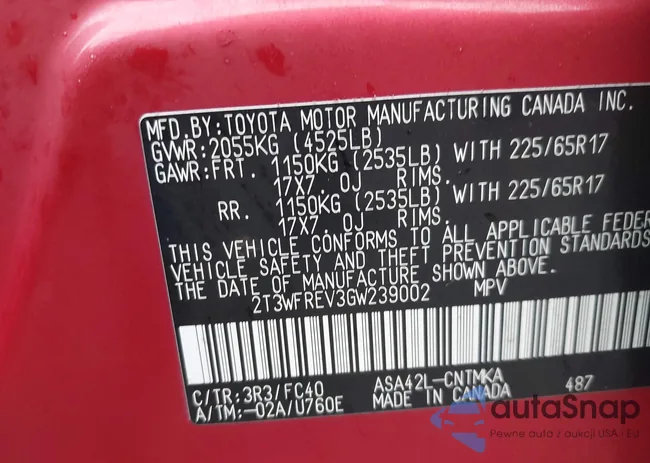 MFD.BY:TOYOTA MOTOR MANUFACTURING CANADA INC.
GVWR:2055KG (4525LB)
GAWR:FRT. 1150KG (2535LB) WITH 225/65R17
17X7.0J RIMS.
RR. 1150KG (2535LB) WITH 225/65R17
17X7.0J RIMS.
THIS VEHICLE CONFORMS TO ALL APPLICABLE FEDER
VEHICLE SAFETY AND THEFT PREVENTION STANDARDS
THE DATE OF MANUFACTURE SHOWN ABOVE.
2T3WFREV3GW239002 MPV
C/TR:3R3/FC40 ASA42L-CNTMKA 487
A/TM:-02A/U760E MADE IN CANADA
autaSnap
Pewne auta z aukcji USA - EU